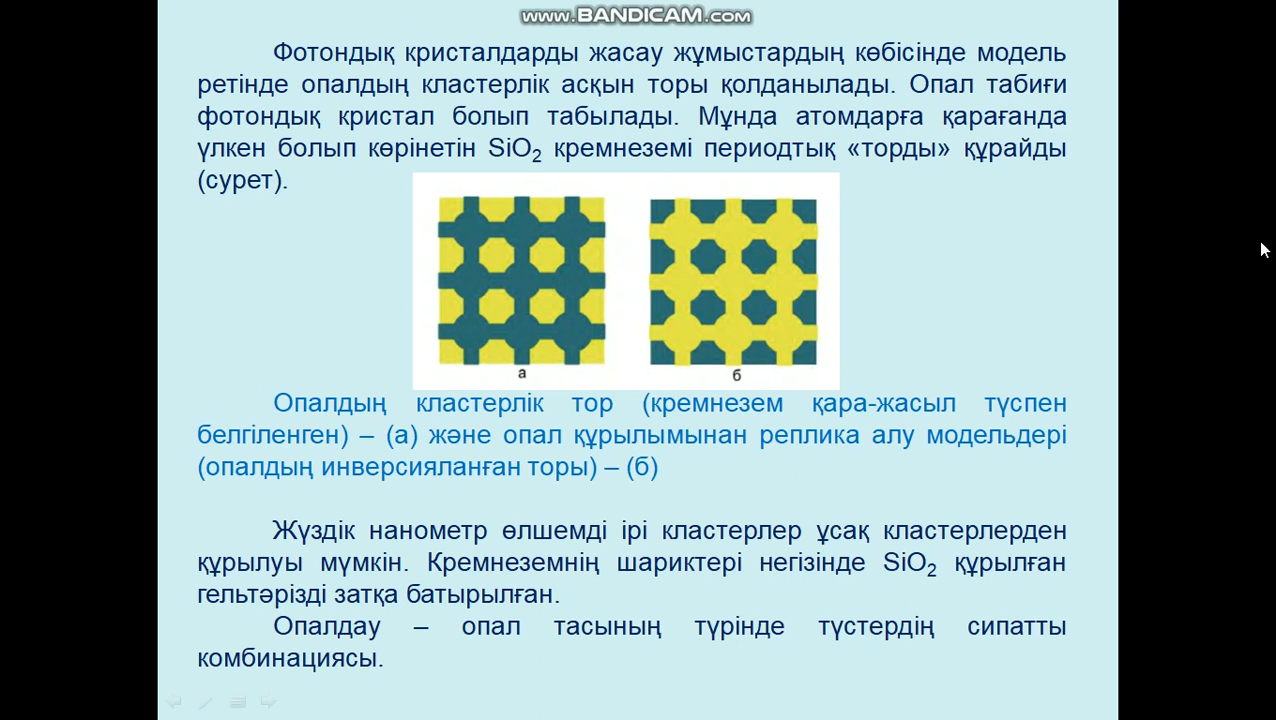 www.BANDICAM.com
Фотондық кристалдарды жасау жұмыстардың көбісінде модель
ретінде опалдың кластерлік асқын торы қолданылады. Опал табиғи
фотондық кристал болып табылады. Мұнда атомдарға қарағанда
үлкен болып көрінетін SiO₂ кремнеземі периодтық «торды» құрайды
(сурет).
а
б
Опалдың кластерлік тор (кремнезем қара-жасыл түспен
белгіленген) – (а) және опал құрылымынан реплика алу модельдері
(опалдың инверсияланған торы) – (б)
Жүздік нанометр өлшемді ірі кластерлер ұсақ кластерлерден
құрылуы мүмкін. Кремнеземнің шариктері негізінде SiO₂ құрылған
гельтәрізді затқа батырылған.
Опалдау – опал тасының түрінде түстердің сипатты
комбинациясы.